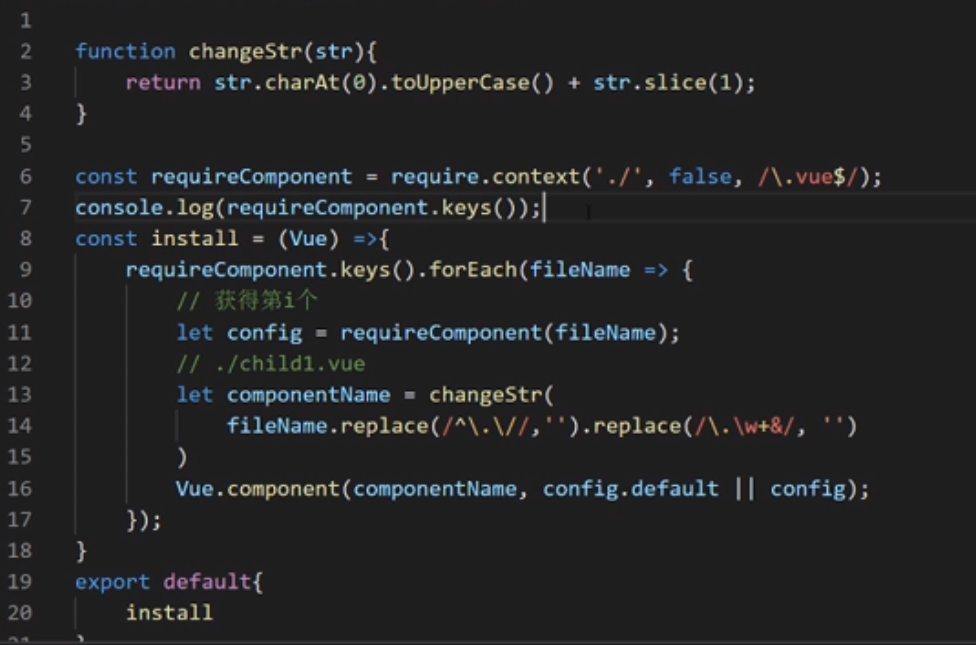 1
2 function changeStr(str){
3 return str.charAt(0).toUpperCase() + str.slice(1);
4 }
5
6 const requireComponent = require.context('./', false, /\.vue$/);
7 console.log(requireComponent.keys());
8 const install = (Vue) =>{
9 requireComponent.keys().forEach(fileName => {
10 // 获得第i个
11 let config = requireComponent(fileName);
12 // ./child1.vue
13 let componentName = changeStr(
14 fileName.replace(/^\.\//,'').replace(/\.\w+&/, '')
15 )
16 Vue.component(componentName, config.default || config);
17 });
18 }
19 export default{
20 install